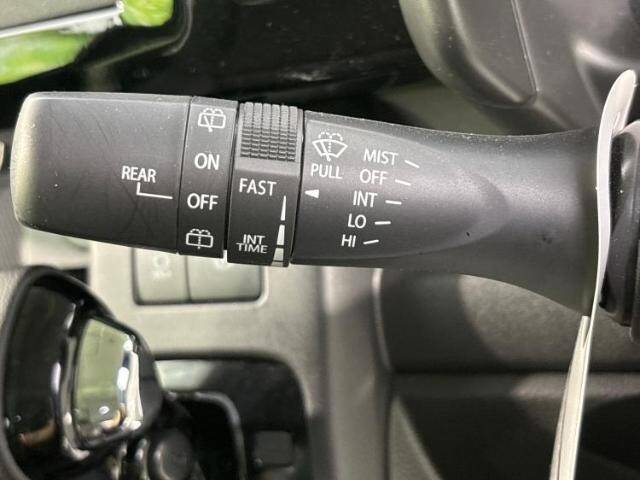 REAR
ON
OFF
FAST
INT
TIME
PULL
MIST
OFF
INT
LO
HI